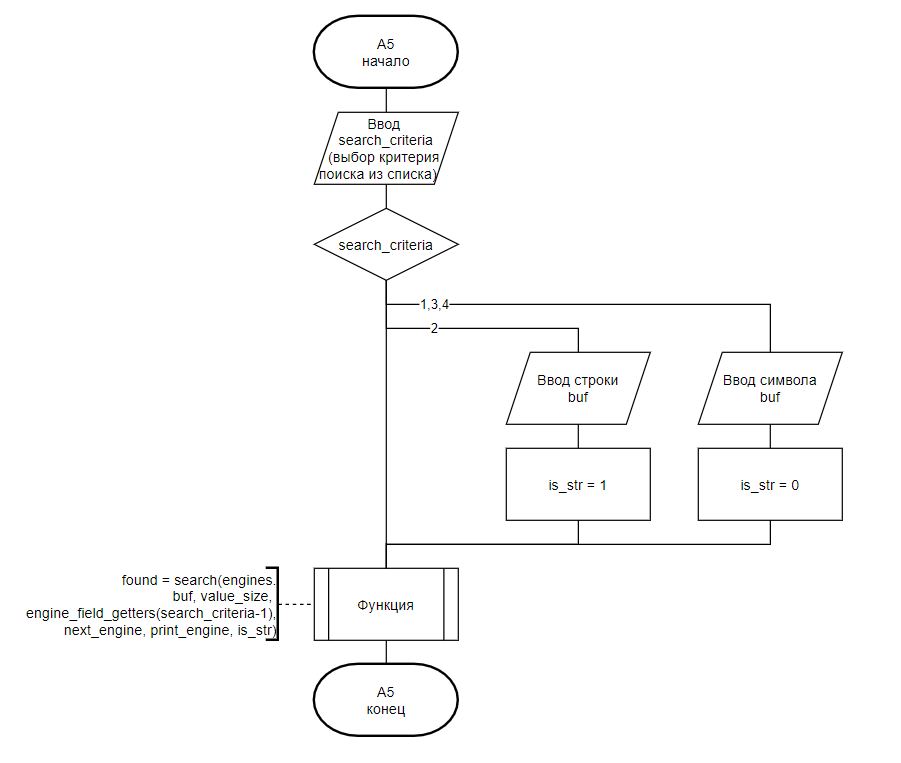 A5
начало
Ввод
search_criteria
(выбор критерия
поиска из списка)
search_criteria
1,3,4
2
Ввод строки
buf
Ввод символа
buf
is_str = 1
is_str = 0
found = search(engines.
buf, value_size,
engine_field_getters(search_criteria-1),
next_engine, print_engine, is_str)
Функция
A5
конец